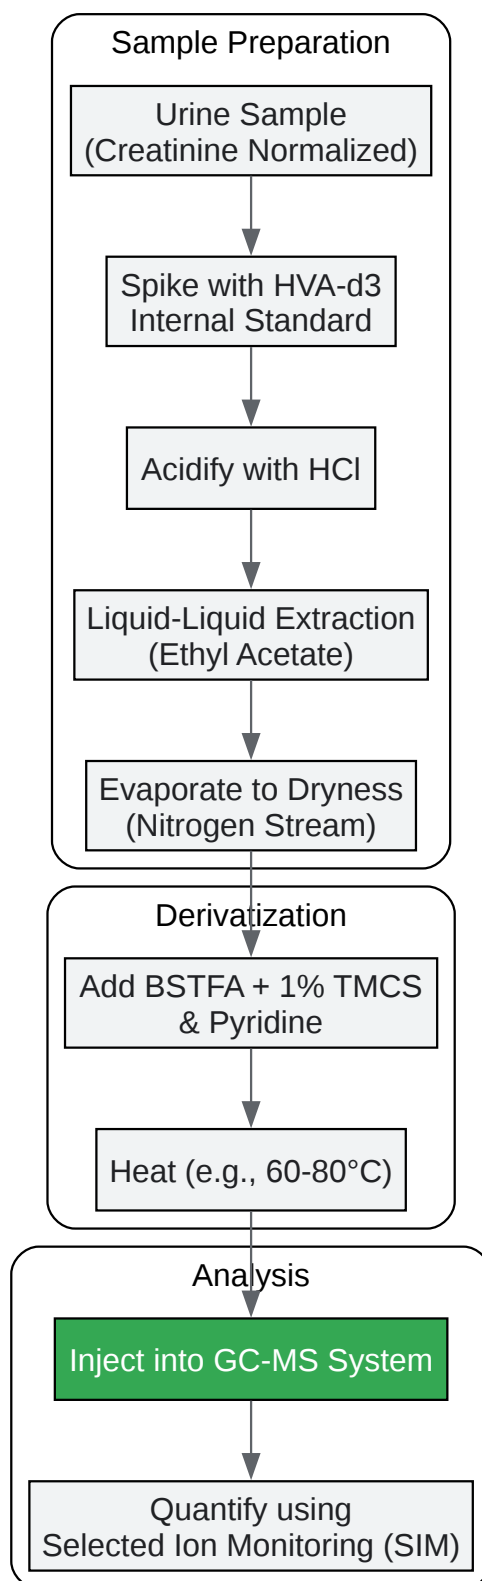 Sample Preparation
Urine Sample
(Creatinine Normalized)
Spike with HVA-d3
Internal Standard
Acidify with HCl
Liquid-Liquid Extraction
(Ethyl Acetate)
Evaporate to Dryness
(Nitrogen Stream)
Derivatization
Add BSTFA + 1% TMCS
& Pyridine
Heat (e.g., 60-80°C)
Analysis
Inject into GC-MS System
Quantify using
Selected Ion Monitoring (SIM)